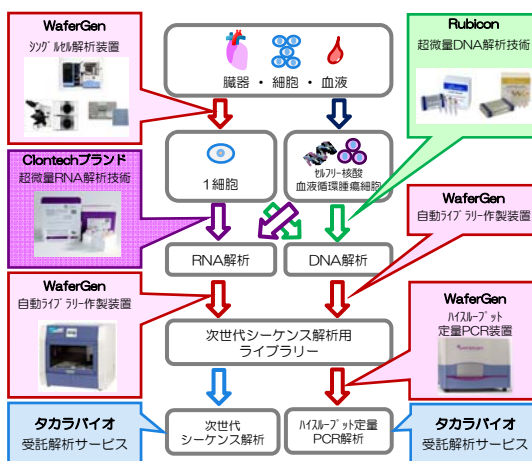 WaferGen
ｼﾝｸﾞﾙｾﾙ解析装置
臓器 ・ 細胞 ・ 血液
Rubicon
超微量DNA解析技術
Clontechブランド
超微量RNA解析技術
1細胞
ｾﾙﾌﾘｰ核酸
血液循環腫瘍細胞
WaferGen
自動ﾗｲﾌﾞﾗﾘｰ作製装置
RNA解析
DNA解析
WaferGen
自動ﾗｲﾌﾞﾗﾘｰ作製装置
次世代シーケンス解析用
ライブラリー
WaferGen
ﾊｲｽﾙｰﾌﾟｯﾄ
定量PCR装置
タカラバイオ
受託解析サービス
次世代
シーケンス解析
ﾊｲｽﾙｰﾌﾟｯﾄ定量
PCR解析
タカラバイオ
受託解析サービス